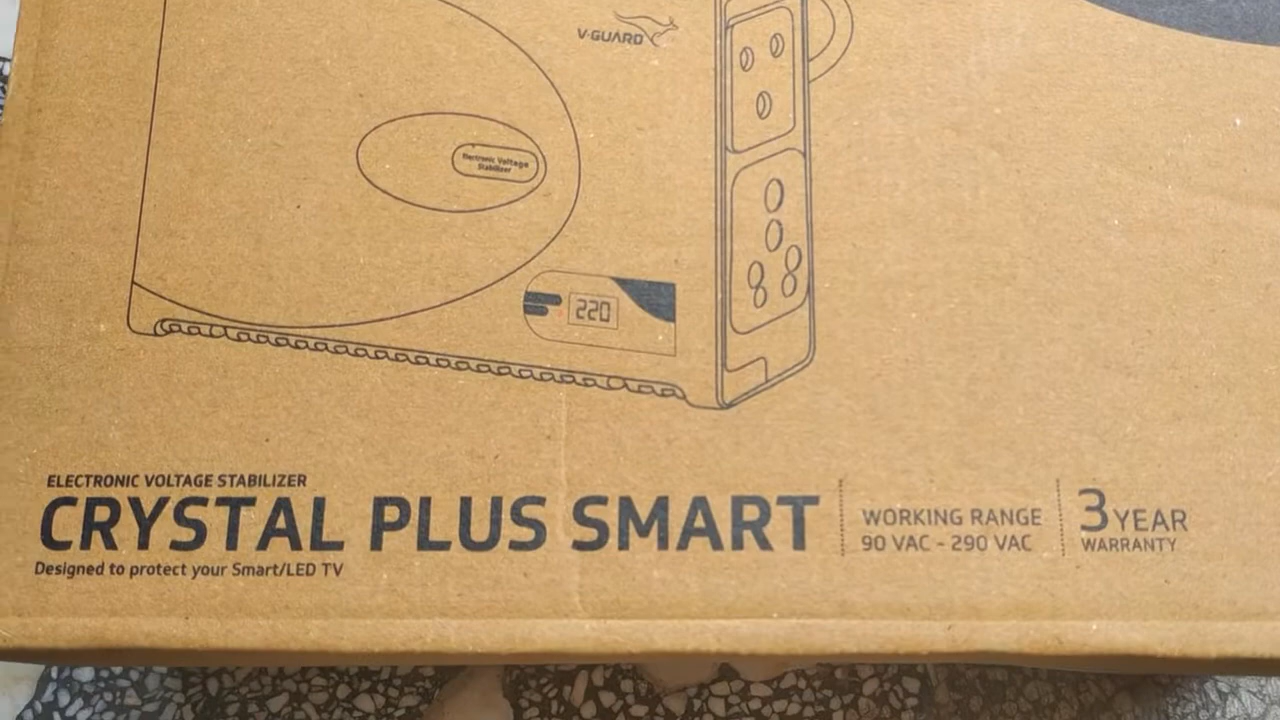 V-GUARD
Electronic Voltage
Stabilizer
220
ELECTRONIC VOLTAGE STABILIZER
CRYSTAL PLUS SMART
Designed to protect your Smart/LED TV
WORKING RANGE
90 VAC - 290 VAC
3 YEAR
WARRANTY